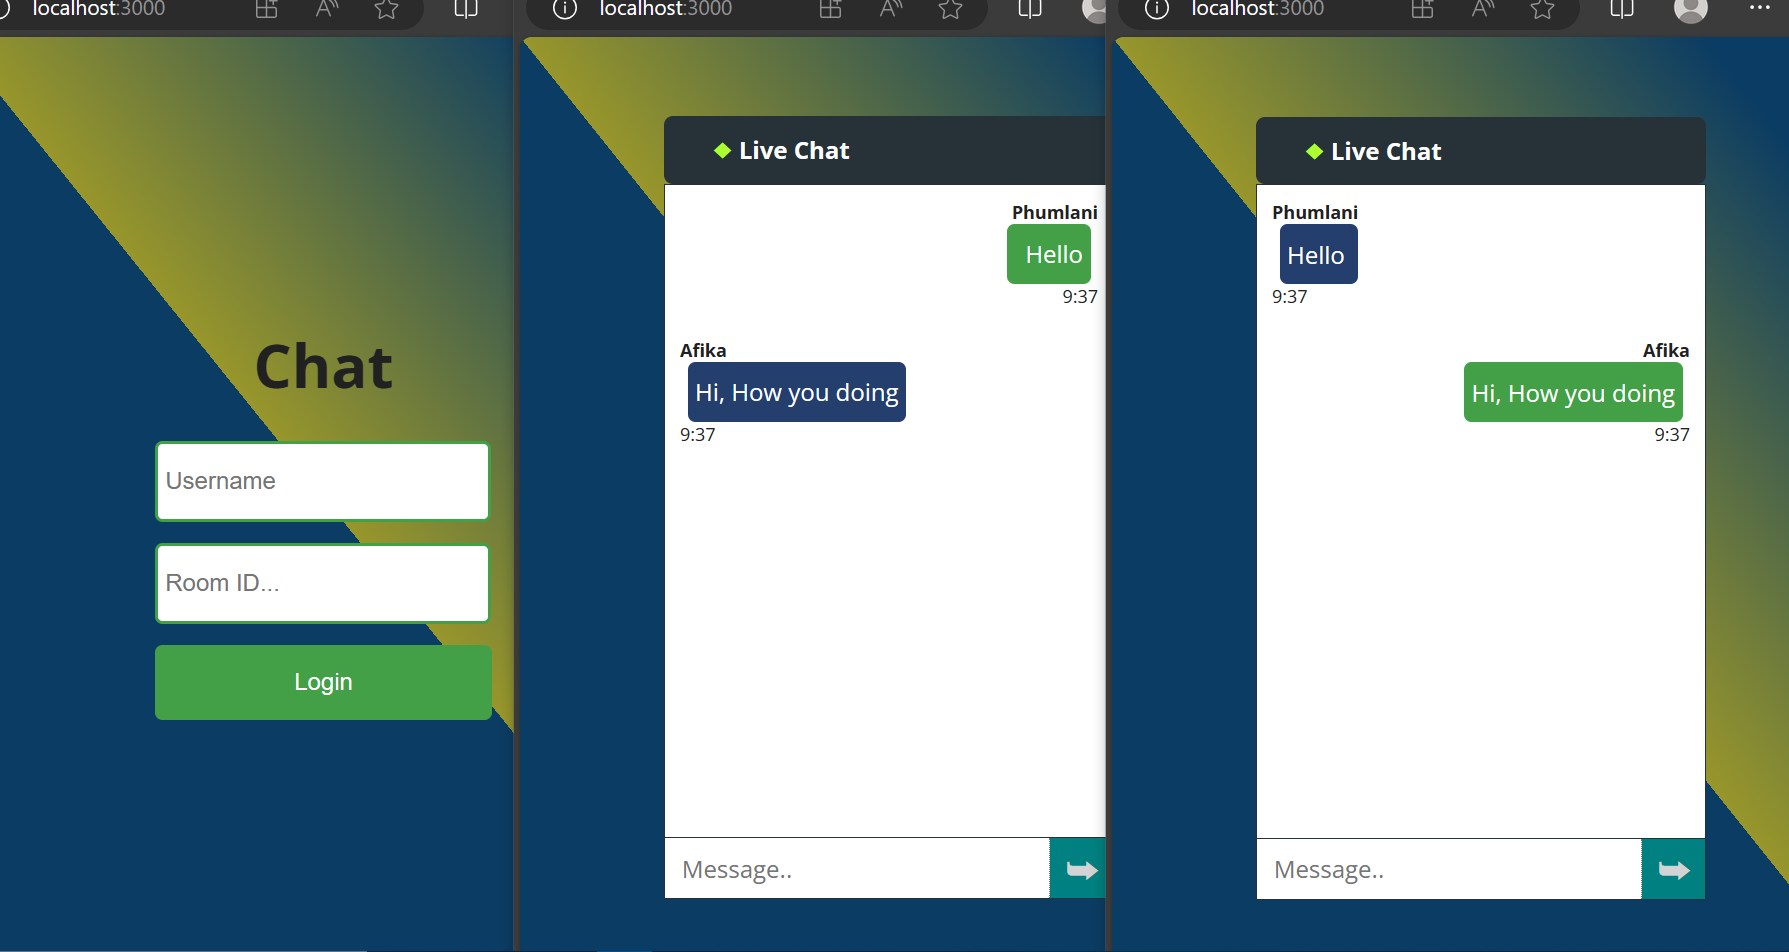 localhost:3000
Chat
Username
Room ID...
Login
localhost:3000
Live Chat
Phumlani
Hello
9:37
Afika
Hi, How you doing
9:37
Message..
localhost:3000
Live Chat
Phumlani
Hello
9:37
Afika
Hi, How you doing
9:37
Message..